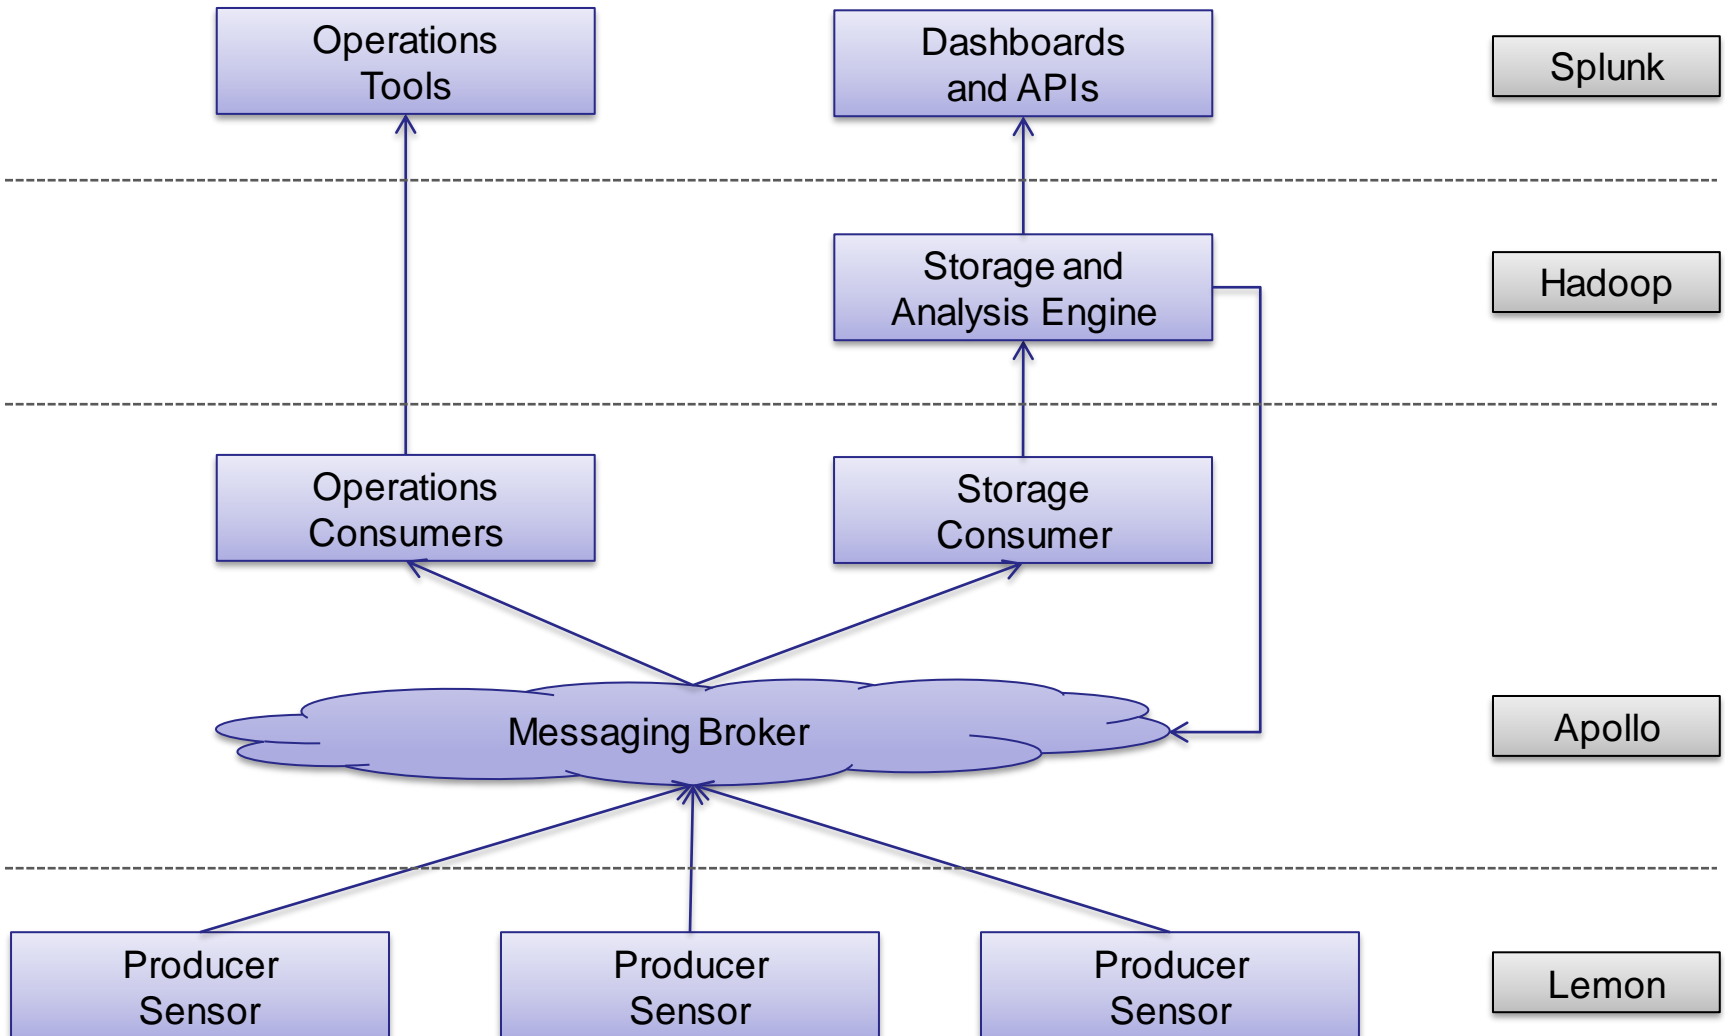 Operations
Tools
Dashboards
and APIs
Splunk
Storage and
Analysis Engine
Hadoop
Operations
Consumers
Storage
Consumer
Messaging Broker
Apollo
Producer
Sensor
Producer
Sensor
Producer
Sensor
Lemon